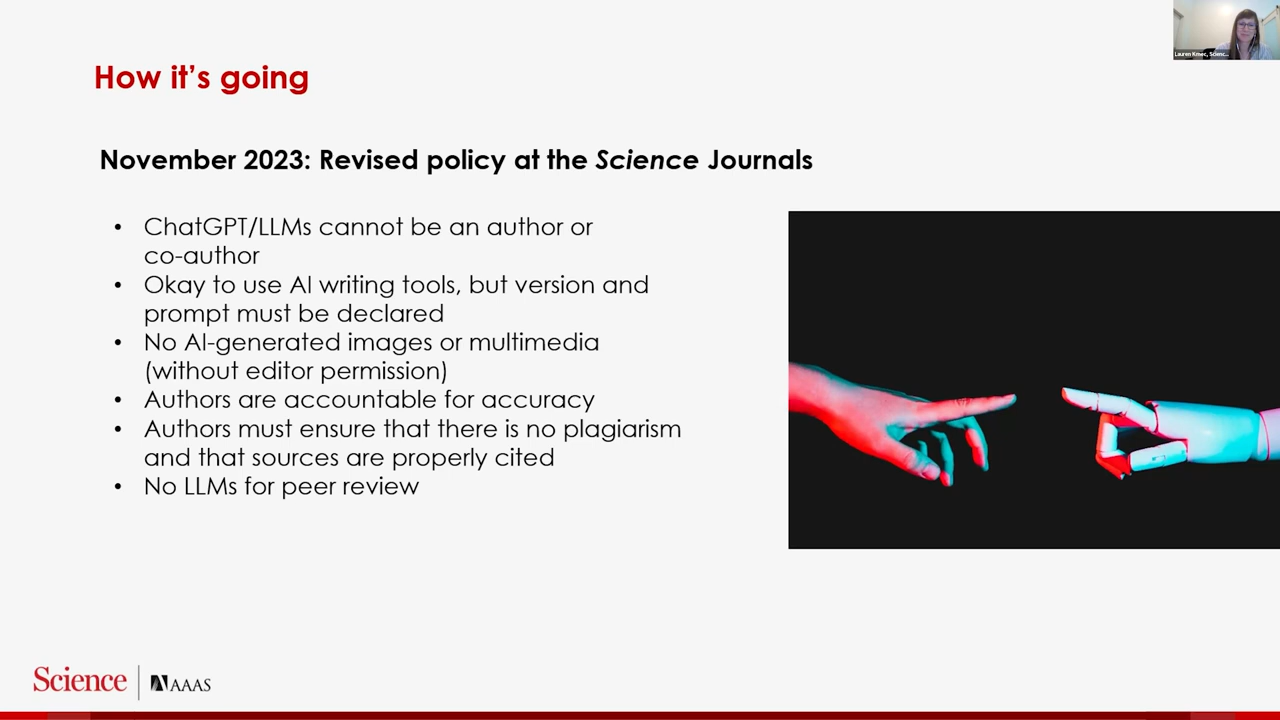 Lauren Kmec, Scienc...
How it's going
November 2023: Revised policy at the Science Journals
• ChatGPT/LLMs cannot be an author or
co-author
• Okay to use AI writing tools, but version and
prompt must be declared
• No AI-generated images or multimedia
(without editor permission)
• Authors are accountable for accuracy
• Authors must ensure that there is no plagiarism
and that sources are properly cited
• No LLMs for peer review
Science AAAS